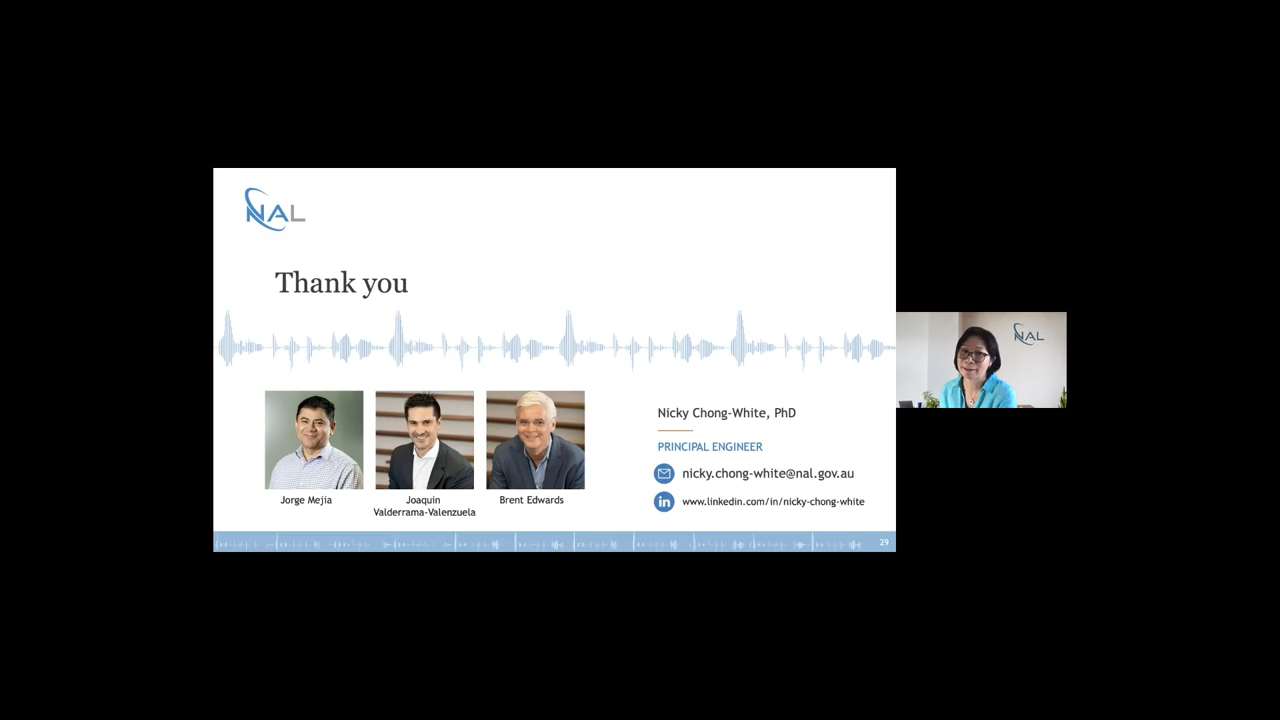 NAL
Thank you
NAL
Nicky Chong-White, PhD
PRINCIPAL ENGINEER
nicky.chong-white@nal.gov.au
in www.linkedin.com/in/nicky-chong-white
Jorge Mejia
Joaquin
Valderrama-Valenzuela
Brent Edwards
29